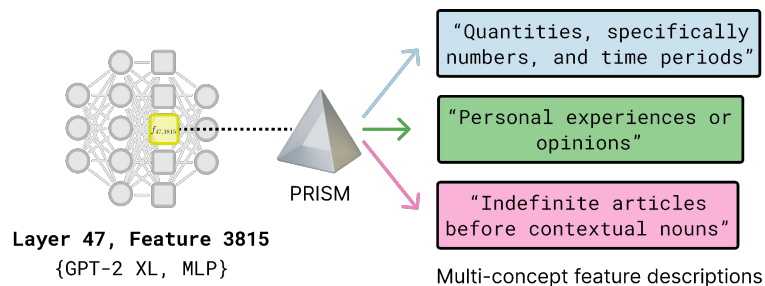 “Quantities, specifically
numbers, and time periods”
f47,3815
“Personal experiences or
opinions”
PRISM
“Indefinite articles
before contextual nouns”
Layer 47, Feature 3815
{GPT-2 XL, MLP}
Multi-concept feature descriptions